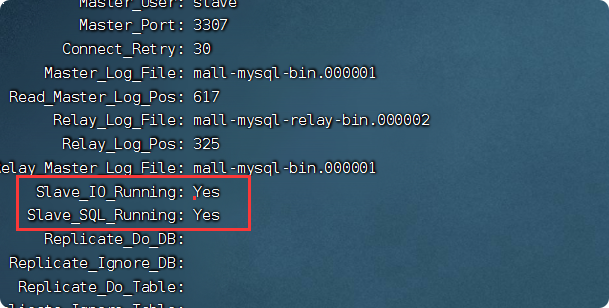 Master_User: slave
Master_Port: 3307
Connect_Retry: 30
Master_Log_File: mall-mysql-bin.000001
Read_Master_Log_Pos: 617
Relay_Log_File: mall-mysql-relay-bin.000002
Relay_Log_Pos: 325
elay_Master_Log_File: mall-mysql-bin.000001
Slave_IO_Running: Yes
Slave_SQL_Running: Yes
Replicate_Do_DB:
Replicate_Ignore_DB:
Replicate_Do_Table: